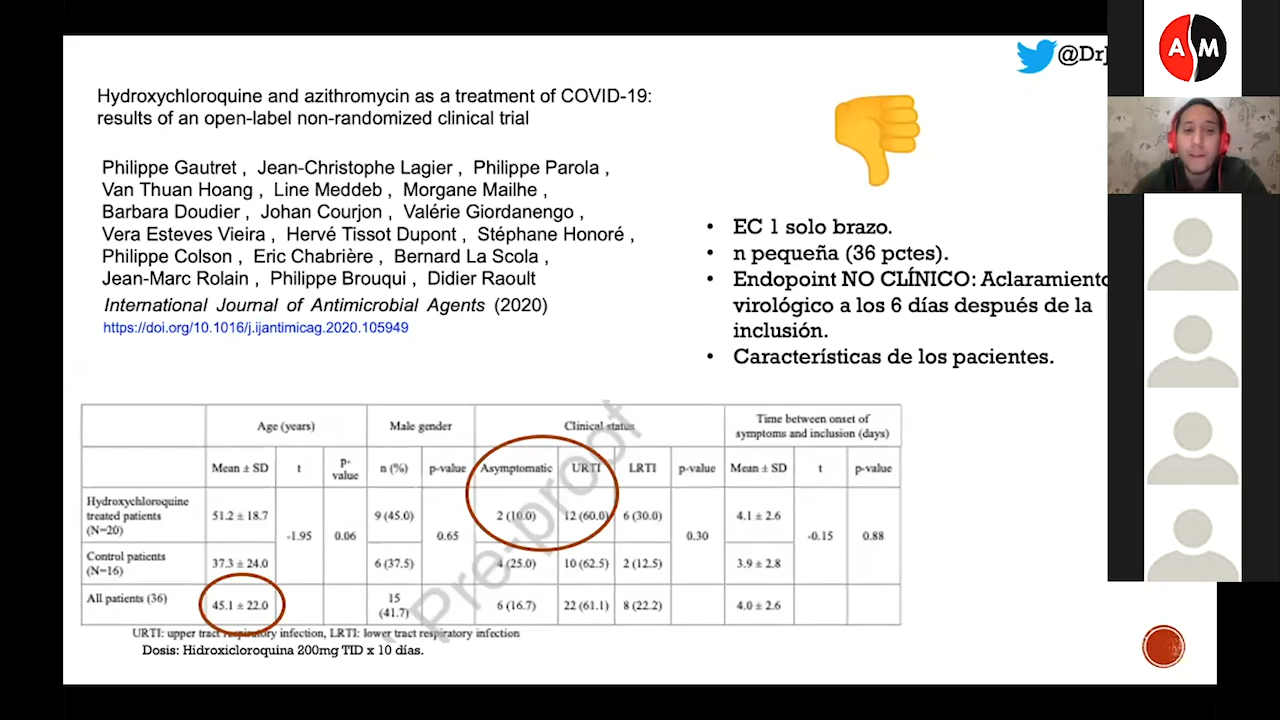 @DrJ
A M
Hydroxychloroquine and azithromycin as a treatment of COVID-19:
results of an open-label non-randomized clinical trial
Philippe Gautret , Jean-Christophe Lagier , Philippe Parola ,
Van Thuan Hoang , Line Meddeb , Morgane Mailhe ,
Barbara Doudier , Johan Courjon , Valérie Giordanengo ,
Vera Esteves Vieira , Hervé Tissot Dupont , Stéphane Honoré ,
Philippe Colson , Eric Chabrière , Bernard La Scola ,
Jean-Marc Rolain , Philippe Brouqui , Didier Raoult
International Journal of Antimicrobial Agents (2020)
https://doi.org/10.1016/j.ijantimicag.2020.105949
• EC 1 solo brazo.
• n pequeña (36 pctes).
• Endopoint NO CLÍNICO: Aclaramiento
virológico a los 6 días después de la
inclusión.
• Características de los pacientes.
Age (years) Male gender Clinical status Time between onset of
symptoms and inclusion (days)
Mean ± SD t p-value n (%) p-value Asymptomatic URTI LRTI p-value Mean ± SD t p-value
Hydroxychloroquine
treated patients
(N=20) 51.2 ± 18.7 -1.95 0.06 9 (45.0) 0.65 2 (10.0) 12 (60.0) 6 (30.0) 0.30 4.1 ± 2.6 -0.15 0.88
Control patients
(N=16) 37.3 ± 24.0 6 (37.5) 4 (25.0) 10 (62.5) 2 (12.5) 3.9 ± 2.8
All patients (36) 45.1 ± 22.0 15
(41.7) 6 (16.7) 22 (61.1) 8 (22.2) 4.0 ± 2.6
Pre-proof
URTI: upper tract respiratory infection, LRTI: lower tract respiratory infection
Dosis: Hidroxicloroquina 200mg TID x 10 días.